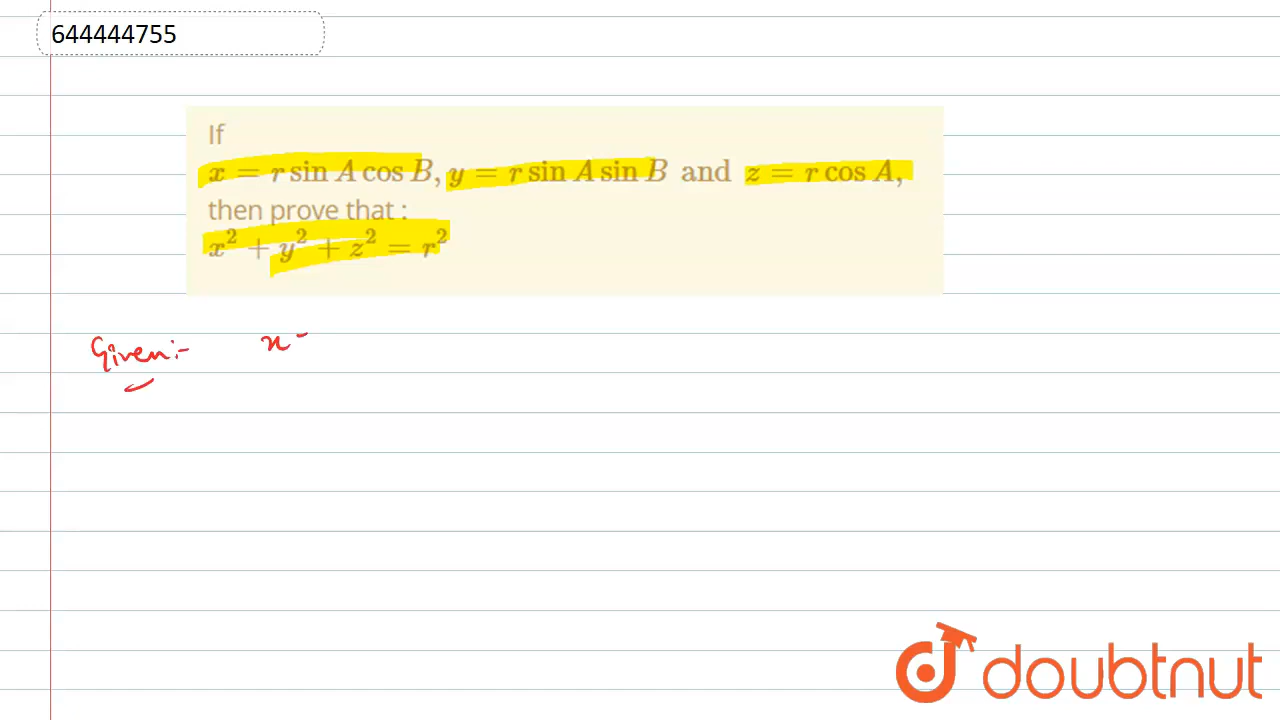 644444755
If
x = r sin A cos B, y = r sin A sin B and z = r cos A,
then prove that :
x² + y² + z² = r²
Given:- x -
doubtnut